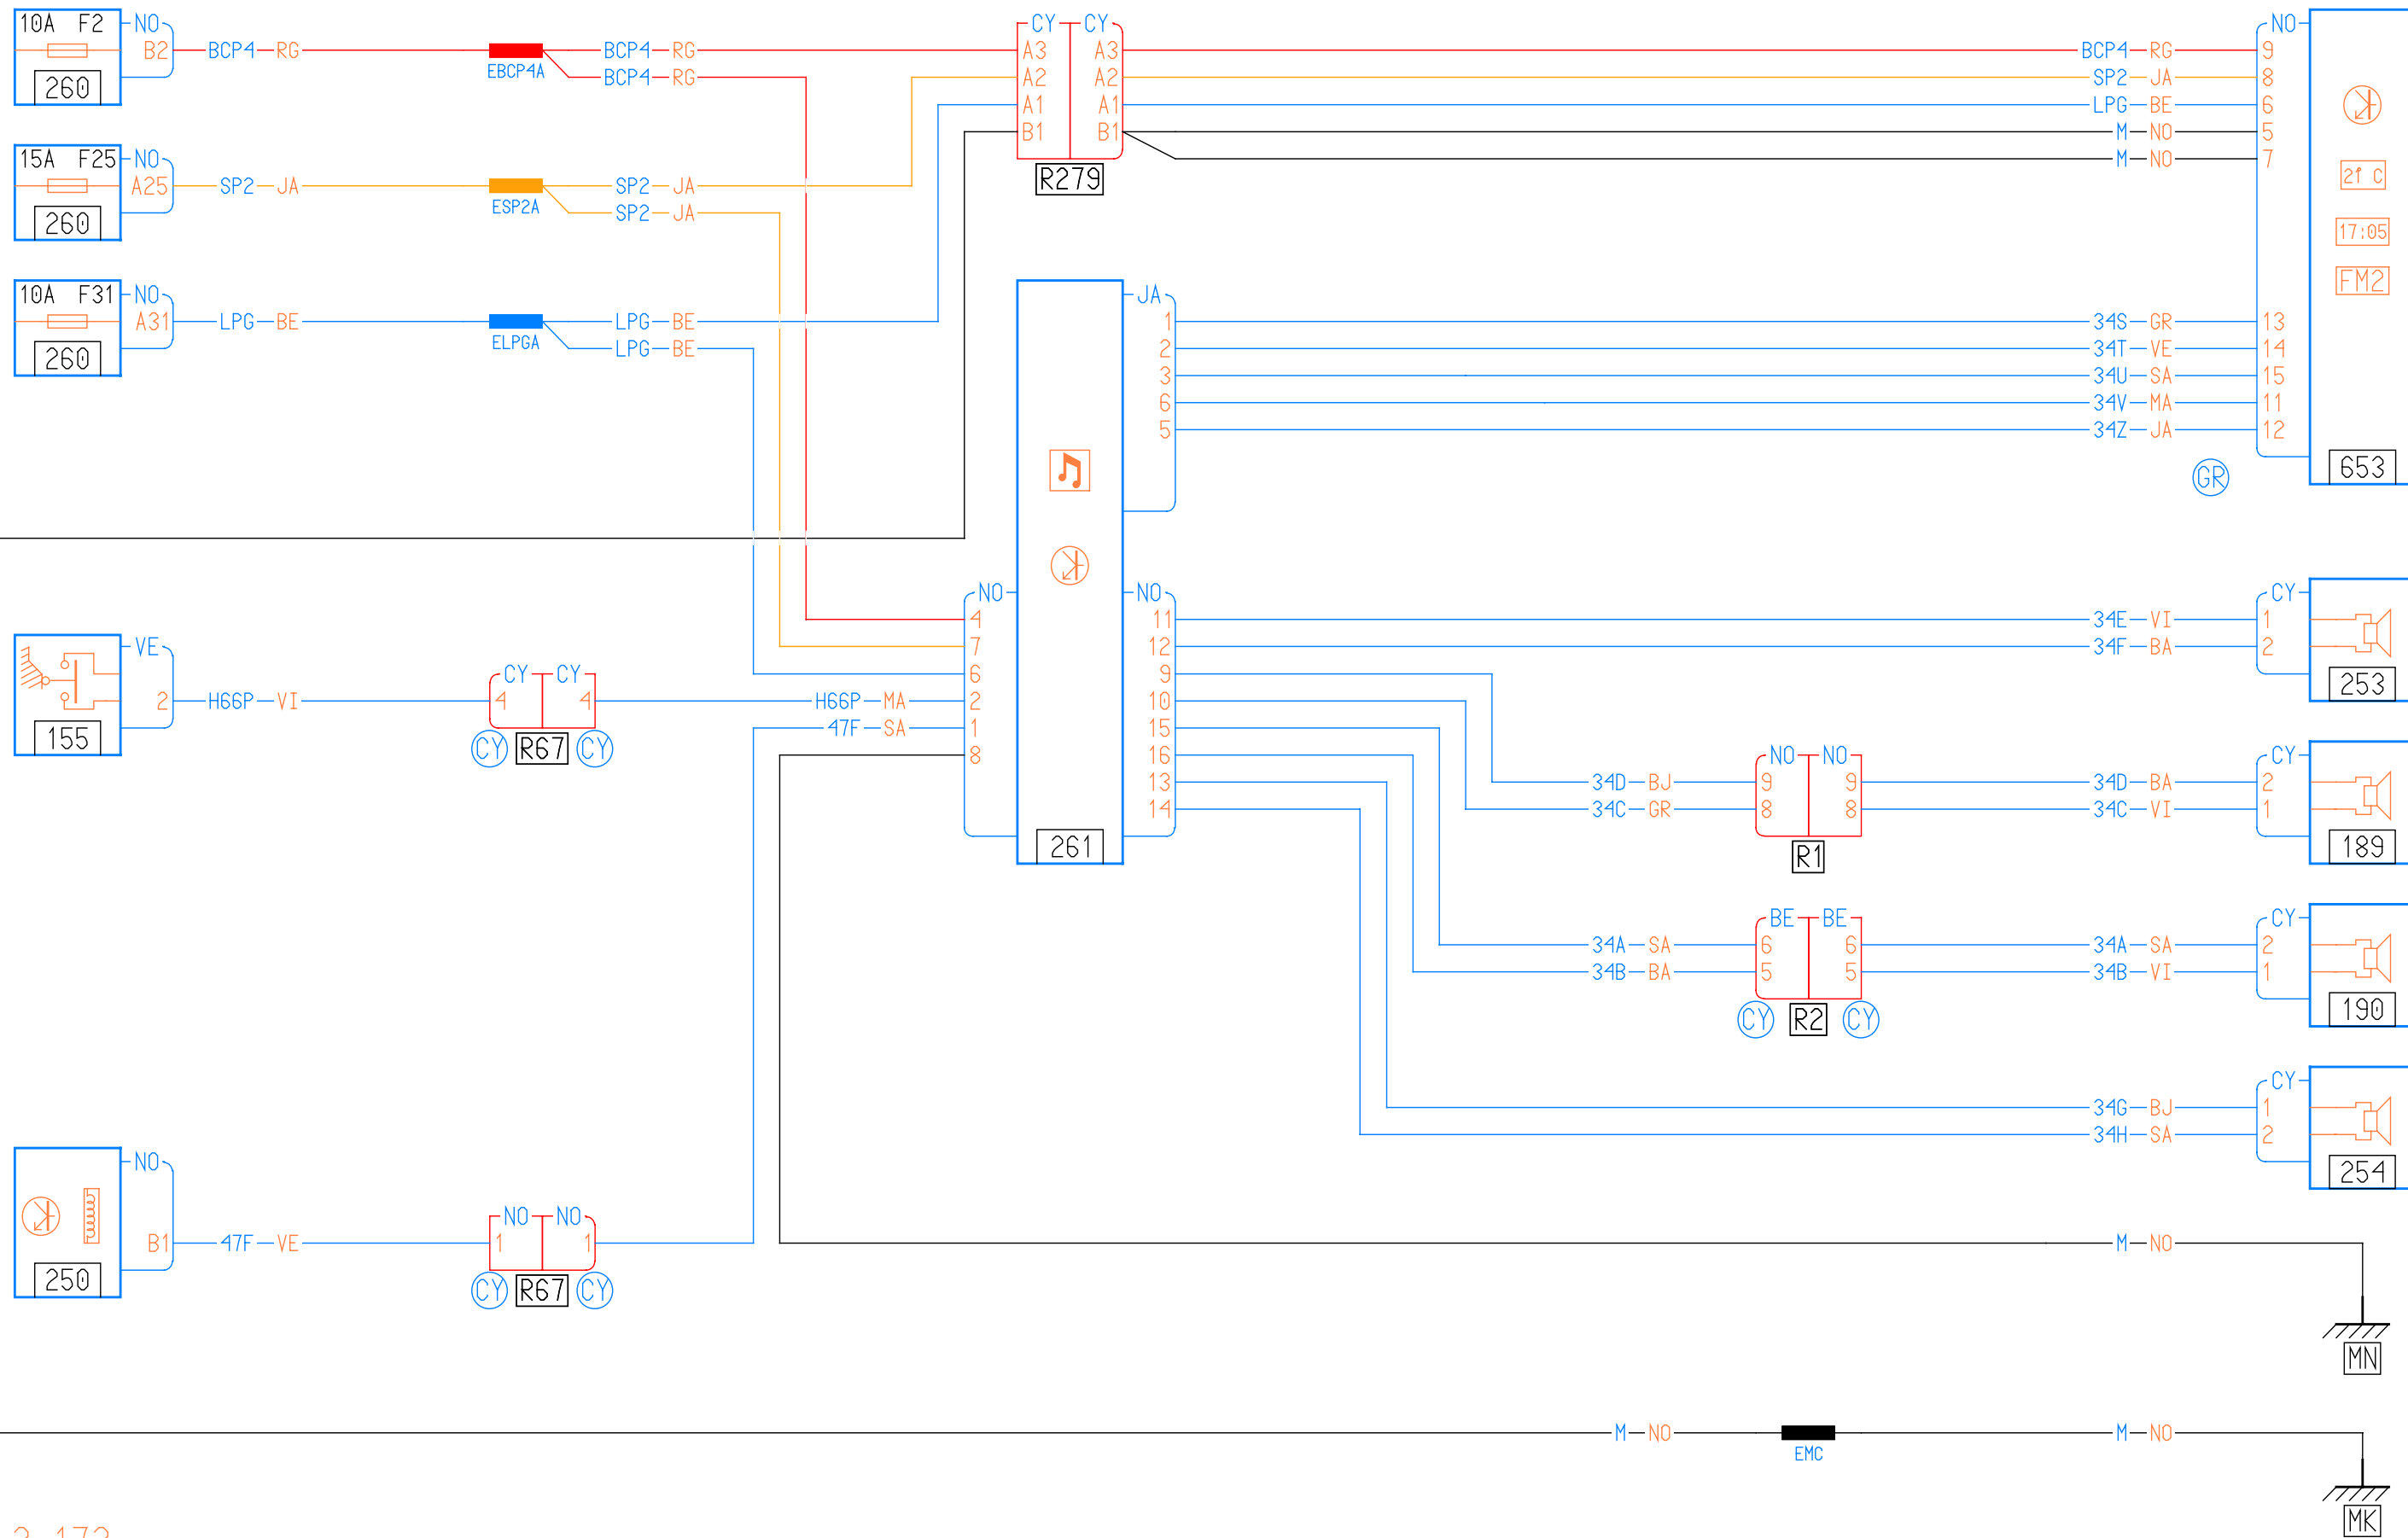 10A F2 NO
B2 BCP4 RG BCP4 RG
EBCP4A BCP4 RG
260
15A F25 NO
A25 SP2 JA SP2 JA
ESP2A SP2 JA
260
10A F31 NO
A31 LPG BE LPG BE
ELPGA LPG BE
260
CY CY
A3 A3
A2 A2
A1 A1
B1 B1
R279
NO
BCP4 RG 9
SP2 JA 8
LPG BE 6
M NO 5
M NO 7
21 C
17:05
FM2
JA
1 34S GR 13
2 34T VE 14
3 34U SA 15
6 34V MA 11
5 34Z JA 12
GR
653
VE
2 H66P VI
155
CY CY
4 4
CY R67 CY
NO NO
4
7
6
H66P MA 2
47F SA 1
8
261
11 34E VI 1
12 34F BA 2
9
10
15
16
13
14
CY
253
NO NO
34D BJ 9 9 34D BA 2
34C GR 8 8 34C VI 1
R1
CY
189
BE BE
34A SA 6 6 34A SA 2
34B BA 5 5 34B VI 1
CY R2 CY
CY
190
CY
34G BJ 1
34H SA 2
254
NO
B1 47F VE
250
NO NO
1 1
CY R67 CY
M NO
MN
M NO M NO
EMC
MK